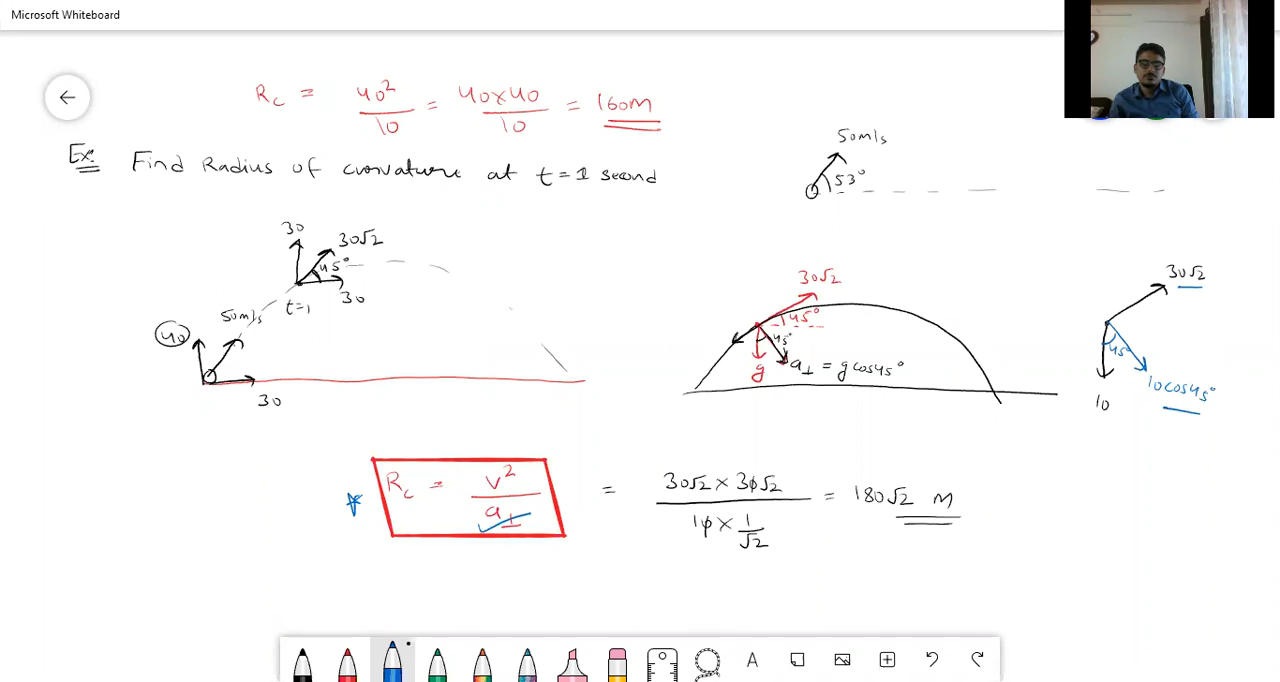 Microsoft Whiteboard
Rc = 40²/10 = 40×40/10 = 160M
Ex: Find Radius of curvature at t=1 second
50m/s
53°
30
30√2
45°
30
t=1
50m/s
40
30
30√2
45°
45°
g
a⊥ = g cos45°
30√2
45°
10cos45°
10
Rc = v²/a⊥ = 30√2 × 30√2 / 10 × 1/√2 = 180√2 M
A